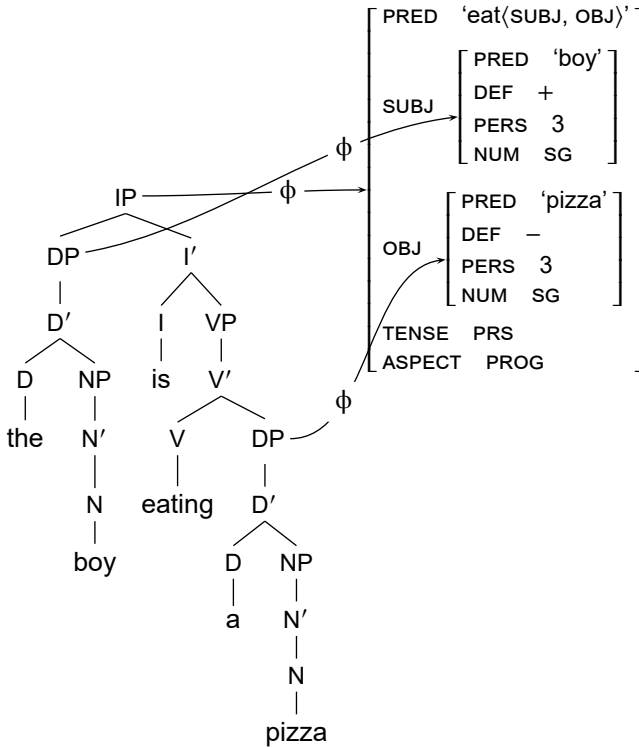 PRED ‘eat⟨SUBJ, OBJ⟩’
PRED ‘boy’
DEF +
SUBJ
PERS 3
NUM SG
ϕ
IP ϕ
PRED ‘pizza’
DEF −
OBJ
PERS 3
NUM SG
TENSE PRS
ASPECT PROG
ϕ
DP I′
D′ I VP
D NP is V′
the N′ V DP
N eating D′
boy D NP
a N′
N
pizza